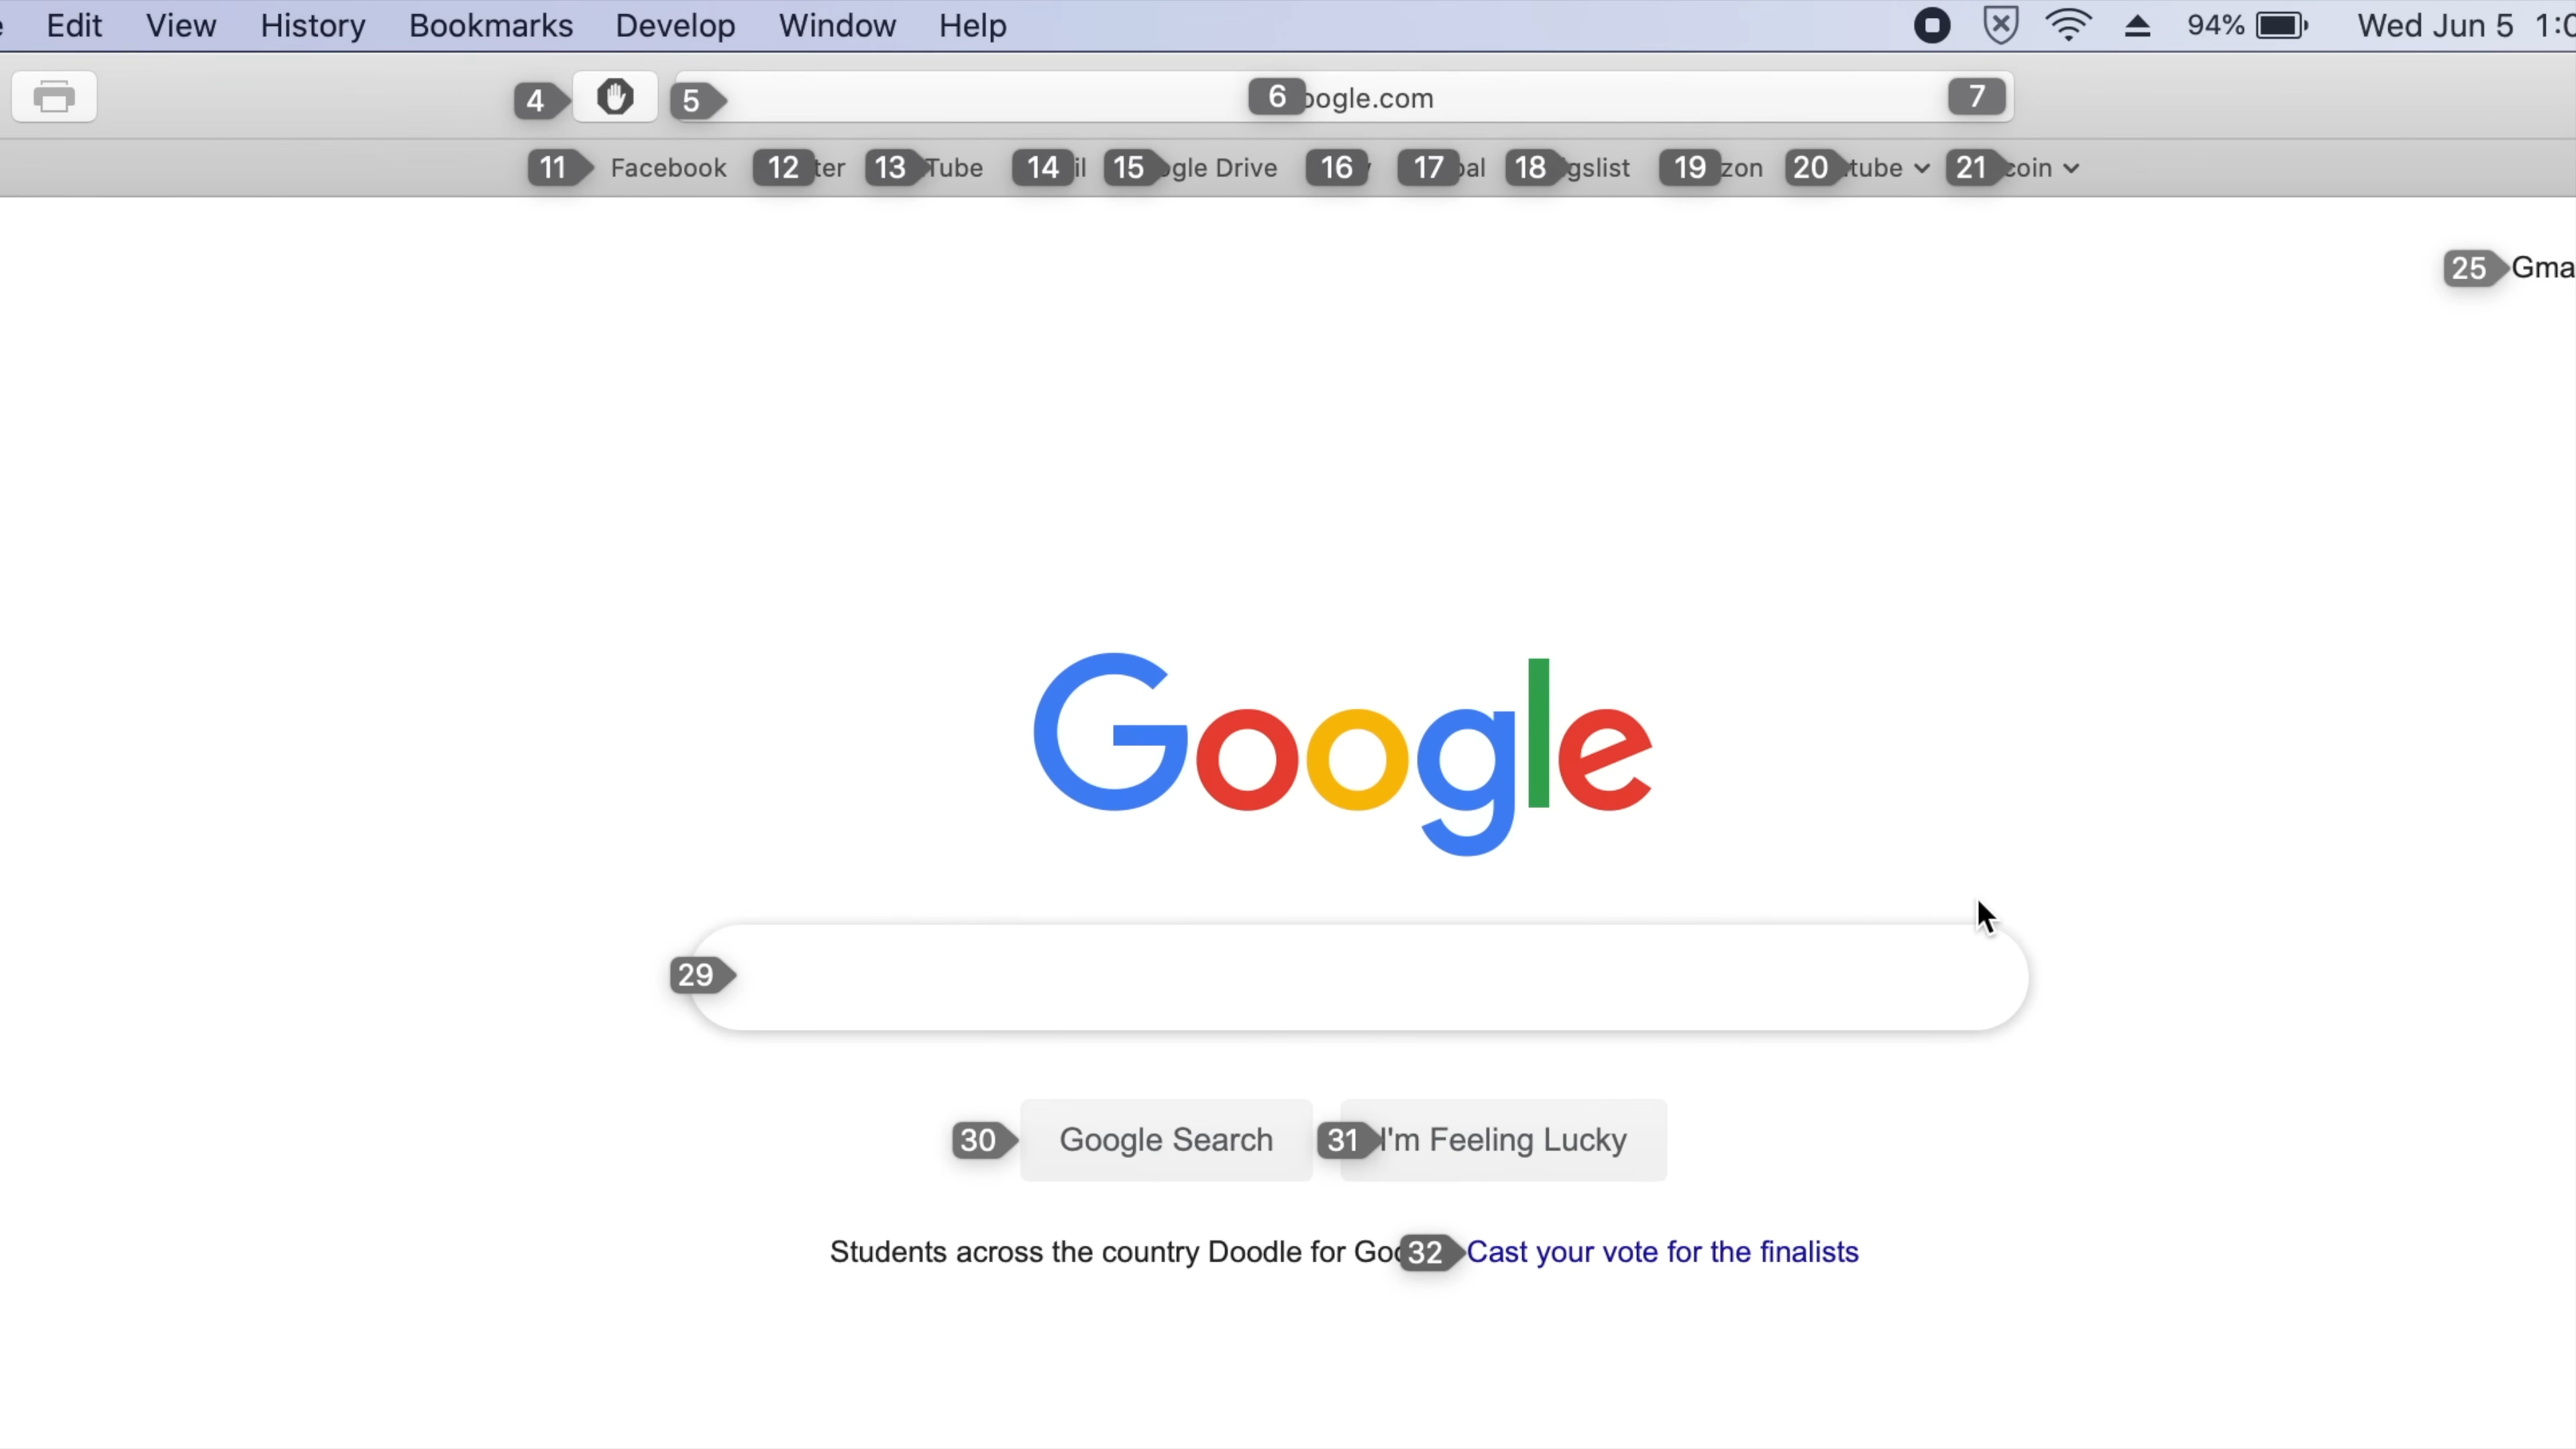 Edit View History Bookmarks Develop Window Help 94% Wed Jun 5
4 5 6 oogle.com 7
11 Facebook 12 ter 13 Tube 14 il 15 gle Drive 16 17 pal 18 gslist 19 zon 20 tube 21 coin
25 Gma
Google
29
30 Google Search 31 I'm Feeling Lucky
Students across the country Doodle for Goo 32 Cast your vote for the finalists